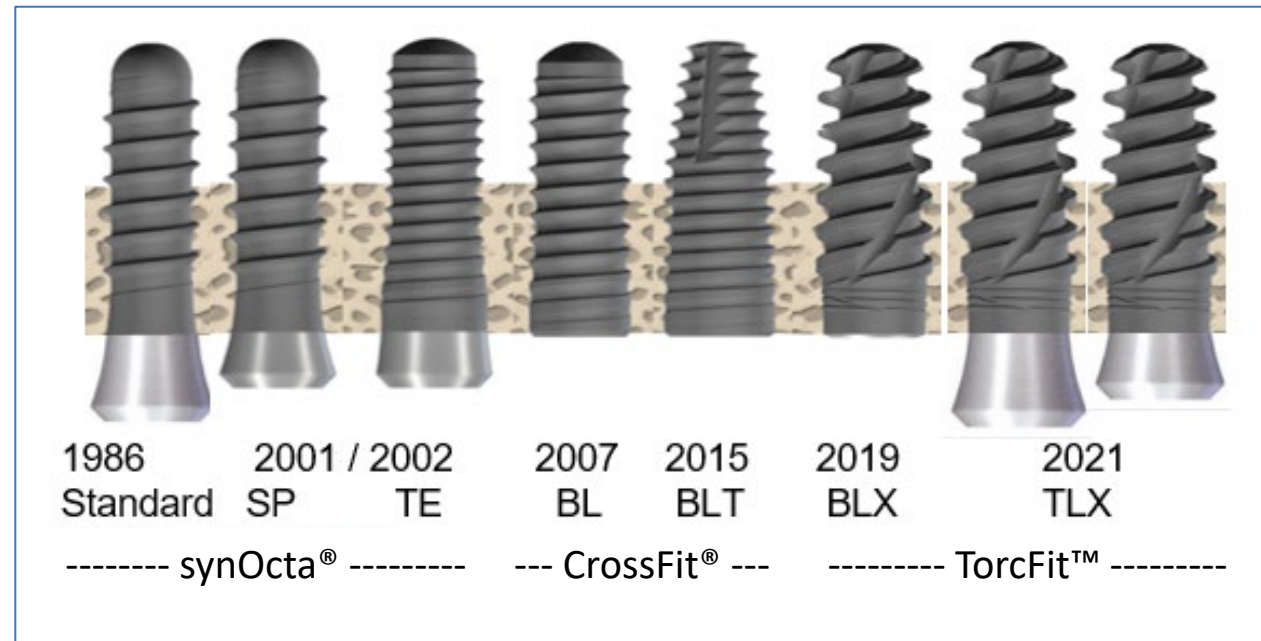 1986 2001 / 2002 2007 2015 2019 2021
Standard SP TE BL BLT BLX TLX
-------- synOcta® --------- --- CrossFit® --- --------- TorcFit™ ---------